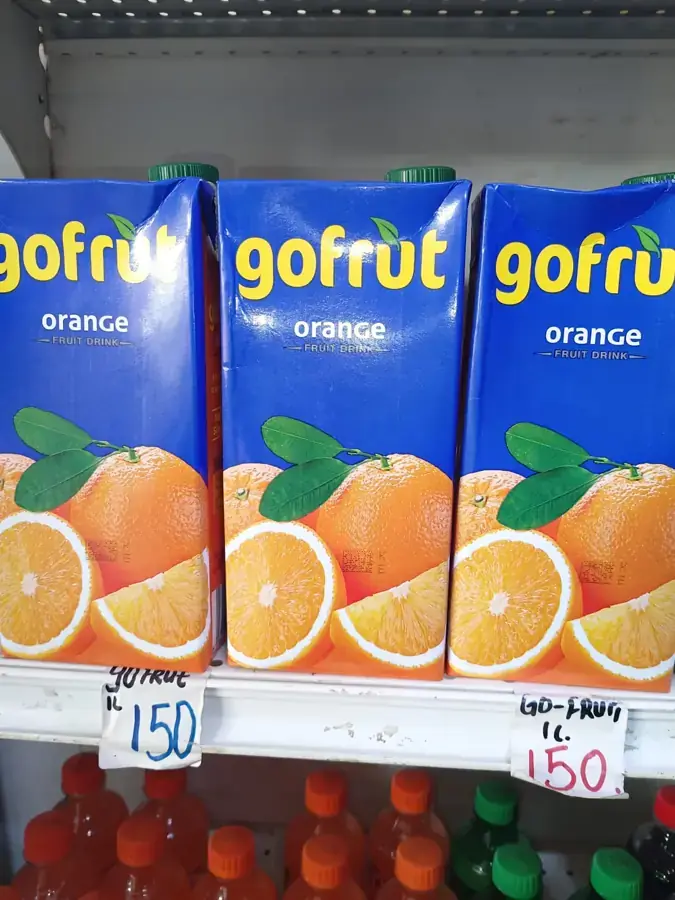 gofrut
orange
FRUIT DRINK
gofrut
orange
FRUIT DRINK
gofru
orange
FRUIT DRINK
gofrut
1L
150
GO-FRUT
1L.
150.